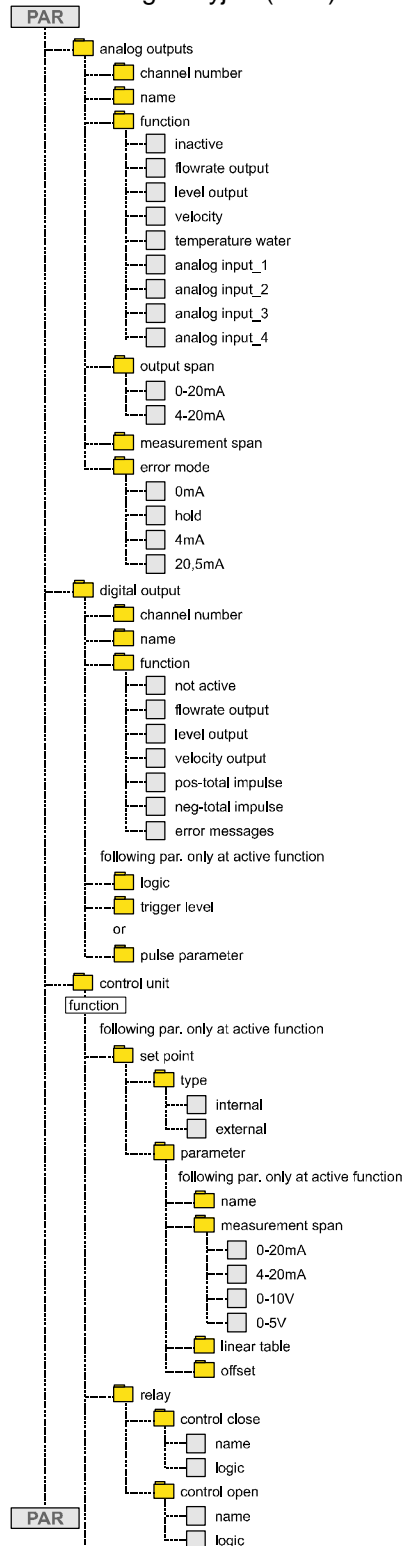 PAR
analog outputs
channel number
name
function
inactive
flowrate output
level output
velocity
temperature water
analog input_1
analog input_2
analog input_3
analog input_4
output span
0-20mA
4-20mA
measurement span
error mode
0mA
hold
4mA
20,5mA
digital output
channel number
name
function
not active
flowrate output
level output
velocity output
pos-total impulse
neg-total impulse
error messages
following par. only at active function
logic
trigger level
or
pulse parameter
control unit
function
following par. only at active function
set point
type
internal
external
parameter
following par. only at active function
name
measurement span
0-20mA
4-20mA
0-10V
0-5V
linear table
offset
relay
control close
name
logic
control open
name
PAR
logic